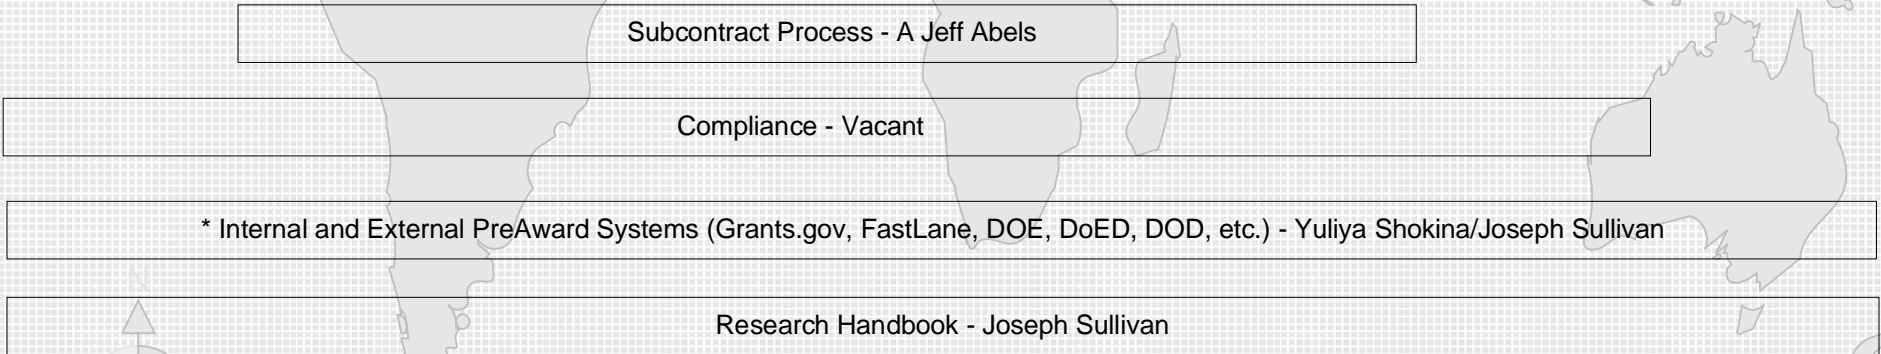 Subcontract Process - A Jeff Abels
Compliance - Vacant
* Internal and External PreAward Systems (Grants.gov, FastLane, DOE, DoED, DOD, etc.) - Yuliya Shokina/Joseph Sullivan
N
Research Handbook - Joseph Sullivan